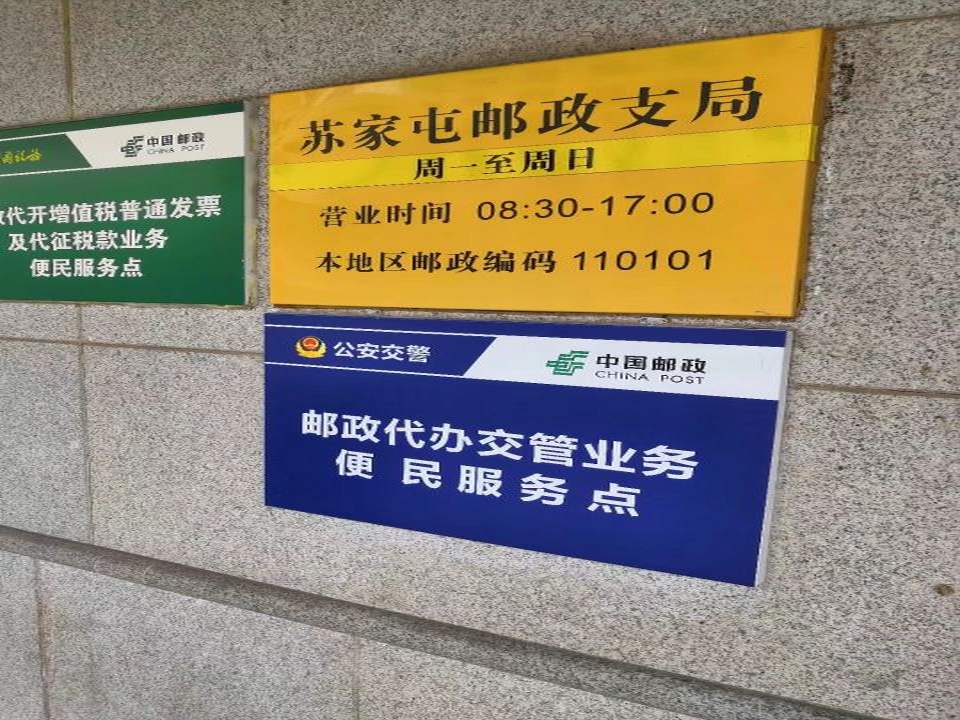 中国邮政
CHINA POST
代开增值税普通发票
及代征税款业务
便民服务点
苏家屯邮政支局
周一至周日
营业时间 08:30-17:00
本地区邮政编码 110101
公安交警
中国邮政
CHINA POST
邮政代办交管业务
便民服务点